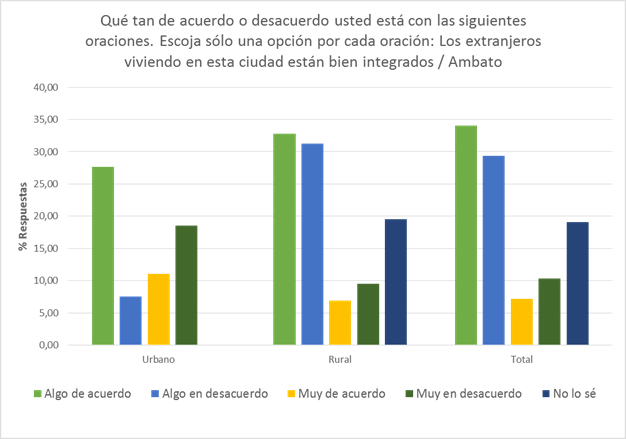 Qué tan de acuerdo o desacuerdo usted está con las siguientes
oraciones. Escoja sólo una opción por cada oración: Los extranjeros
viviendo en esta ciudad están bien integrados / Ambato
% Respuestas
40,00
35,00
30,00
25,00
20,00
15,00
10,00
5,00
0,00
Urbano Rural Total
Algo de acuerdo Algo en desacuerdo Muy de acuerdo Muy en desacuerdo No lo sé